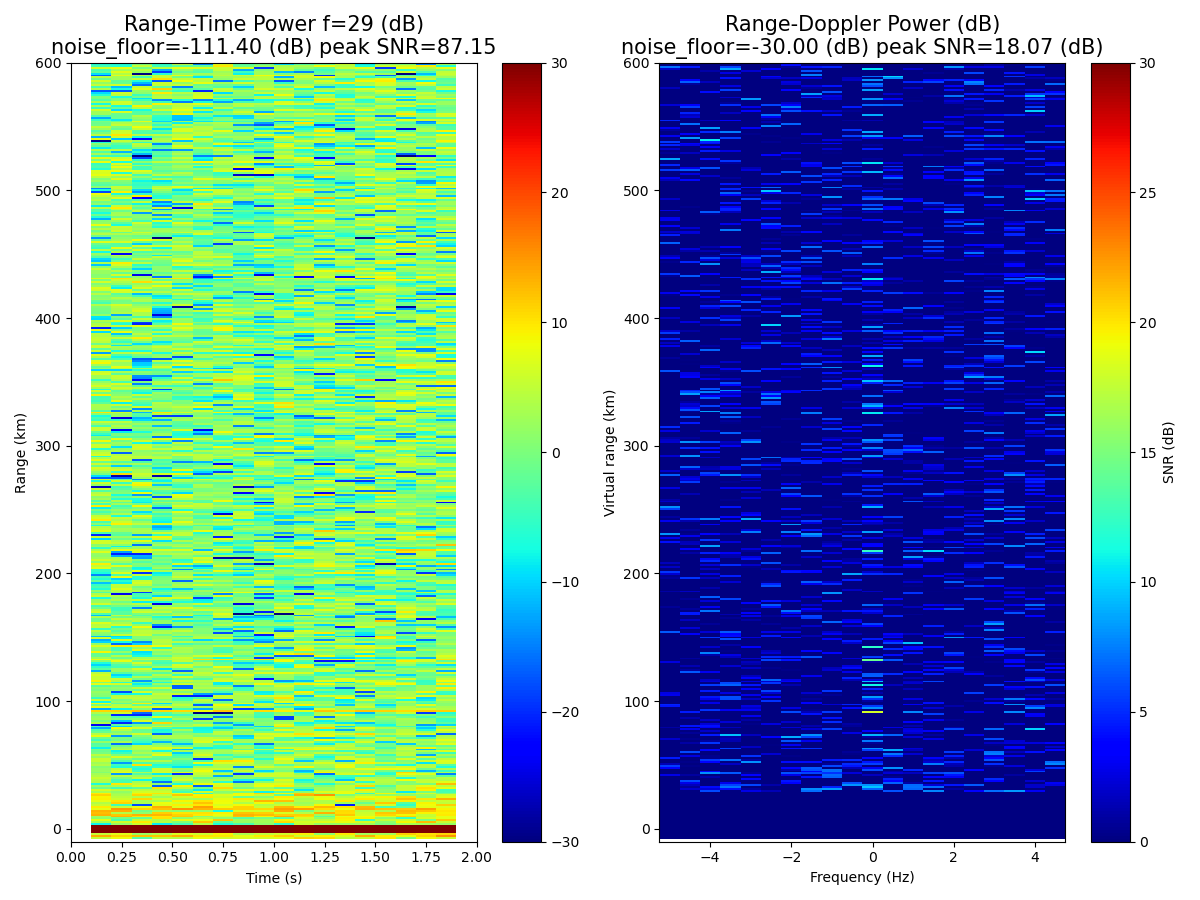 Range-Time Power f=29 (dB)
noise_floor=-111.40 (dB) peak SNR=87.15
600
500
400
300
200
100
0
Range (km)
0.00 0.25 0.50 0.75 1.00 1.25 1.50 1.75 2.00
Time (s)
30
20
10
0
−10
−20
−30
Range-Doppler Power (dB)
noise_floor=-30.00 (dB) peak SNR=18.07 (dB)
600
500
400
300
200
100
0
Virtual range (km)
−4 −2 0 2 4
Frequency (Hz)
30
25
20
15
10
5
0
SNR (dB)